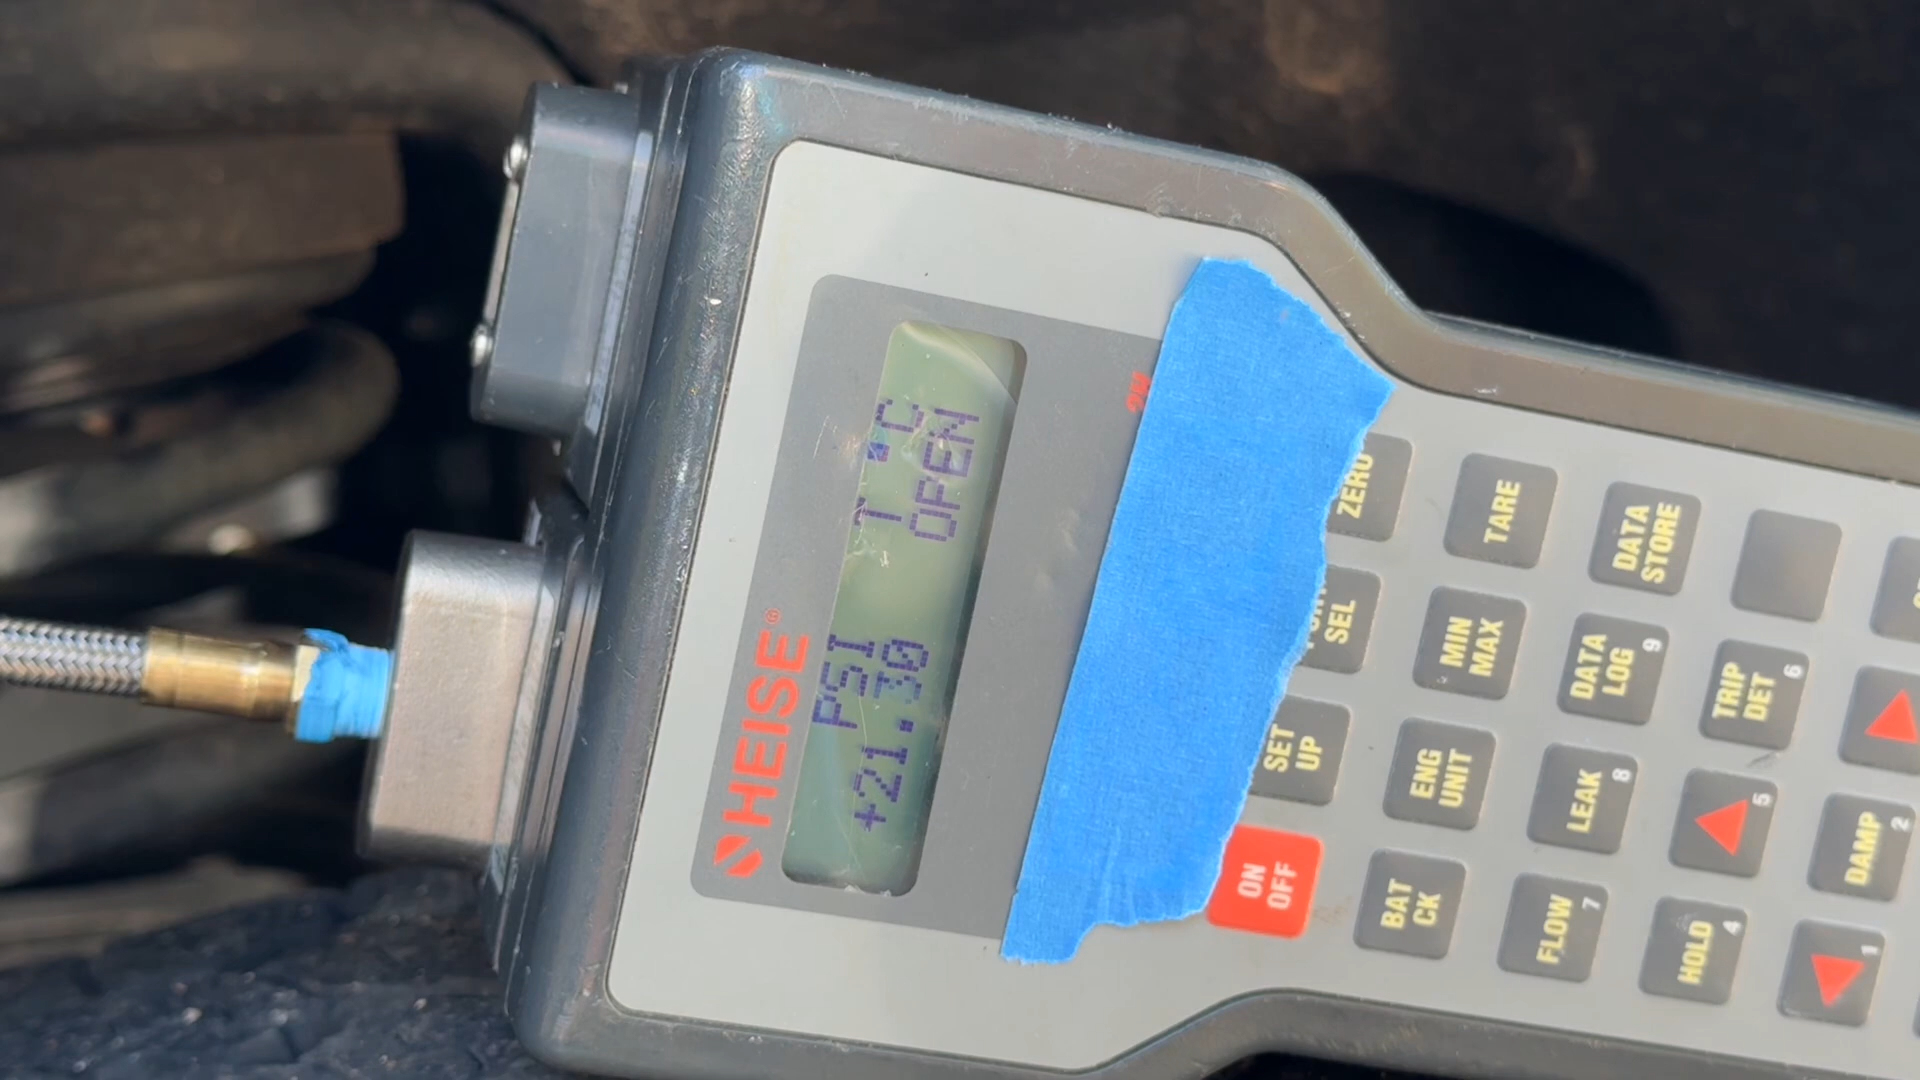 HEISE®
PSI T °C
+21.30 OPEN
ON OFF
SET UP
SEL
ZERO
BAT CK
ENG UNIT
MIN MAX
TARE
FLOW 7
LEAK 8
DATA LOG 9
DATA STORE
HOLD 4
5
TRIP DET 6
1
DAMP 2